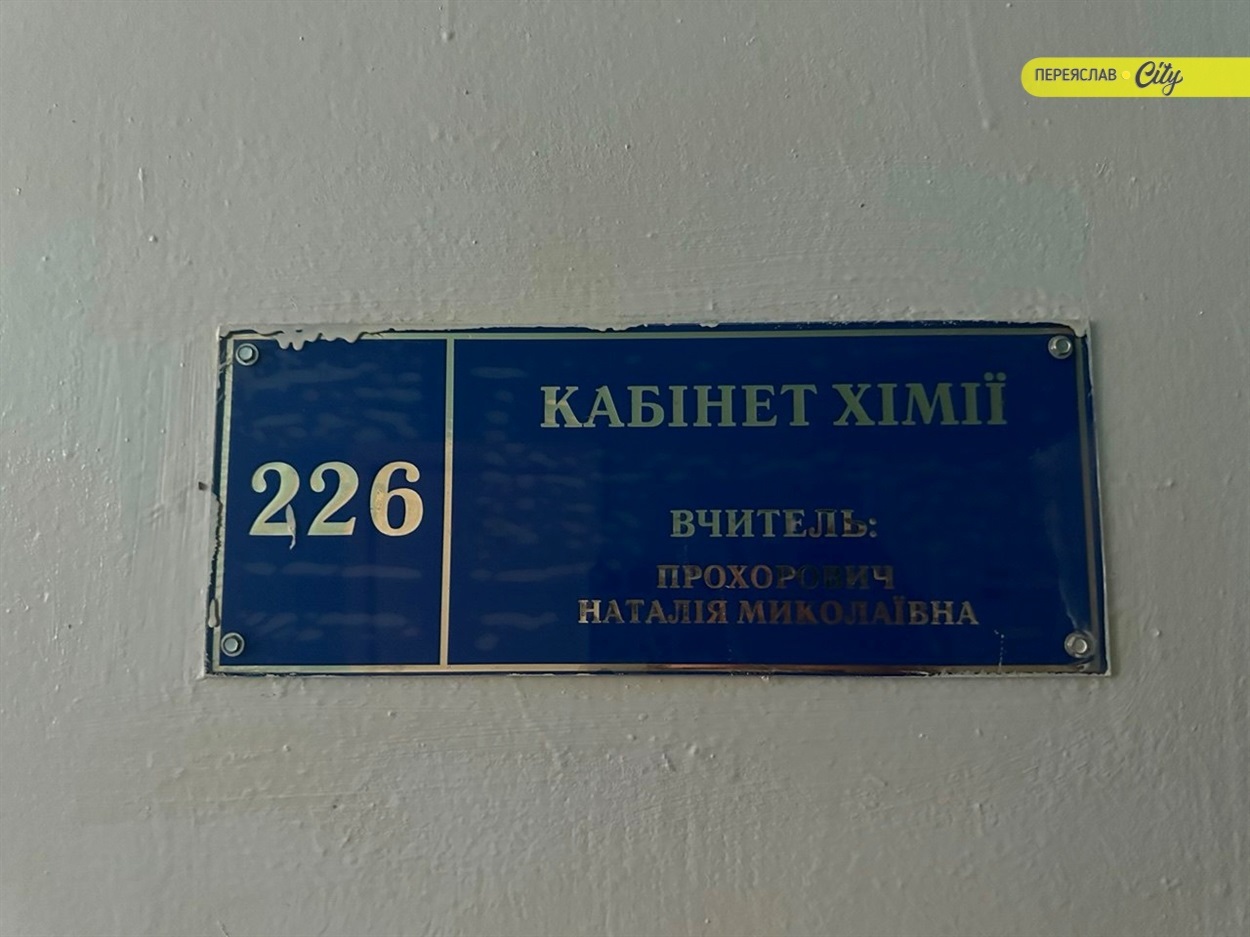 ПЕРЕЯСЛАВ City
226
КАБІНЕТ ХІМІЇ
ВЧИТЕЛЬ:
ПРОХОРОВИЧ
НАТАЛІЯ МИКОЛАЇВНА